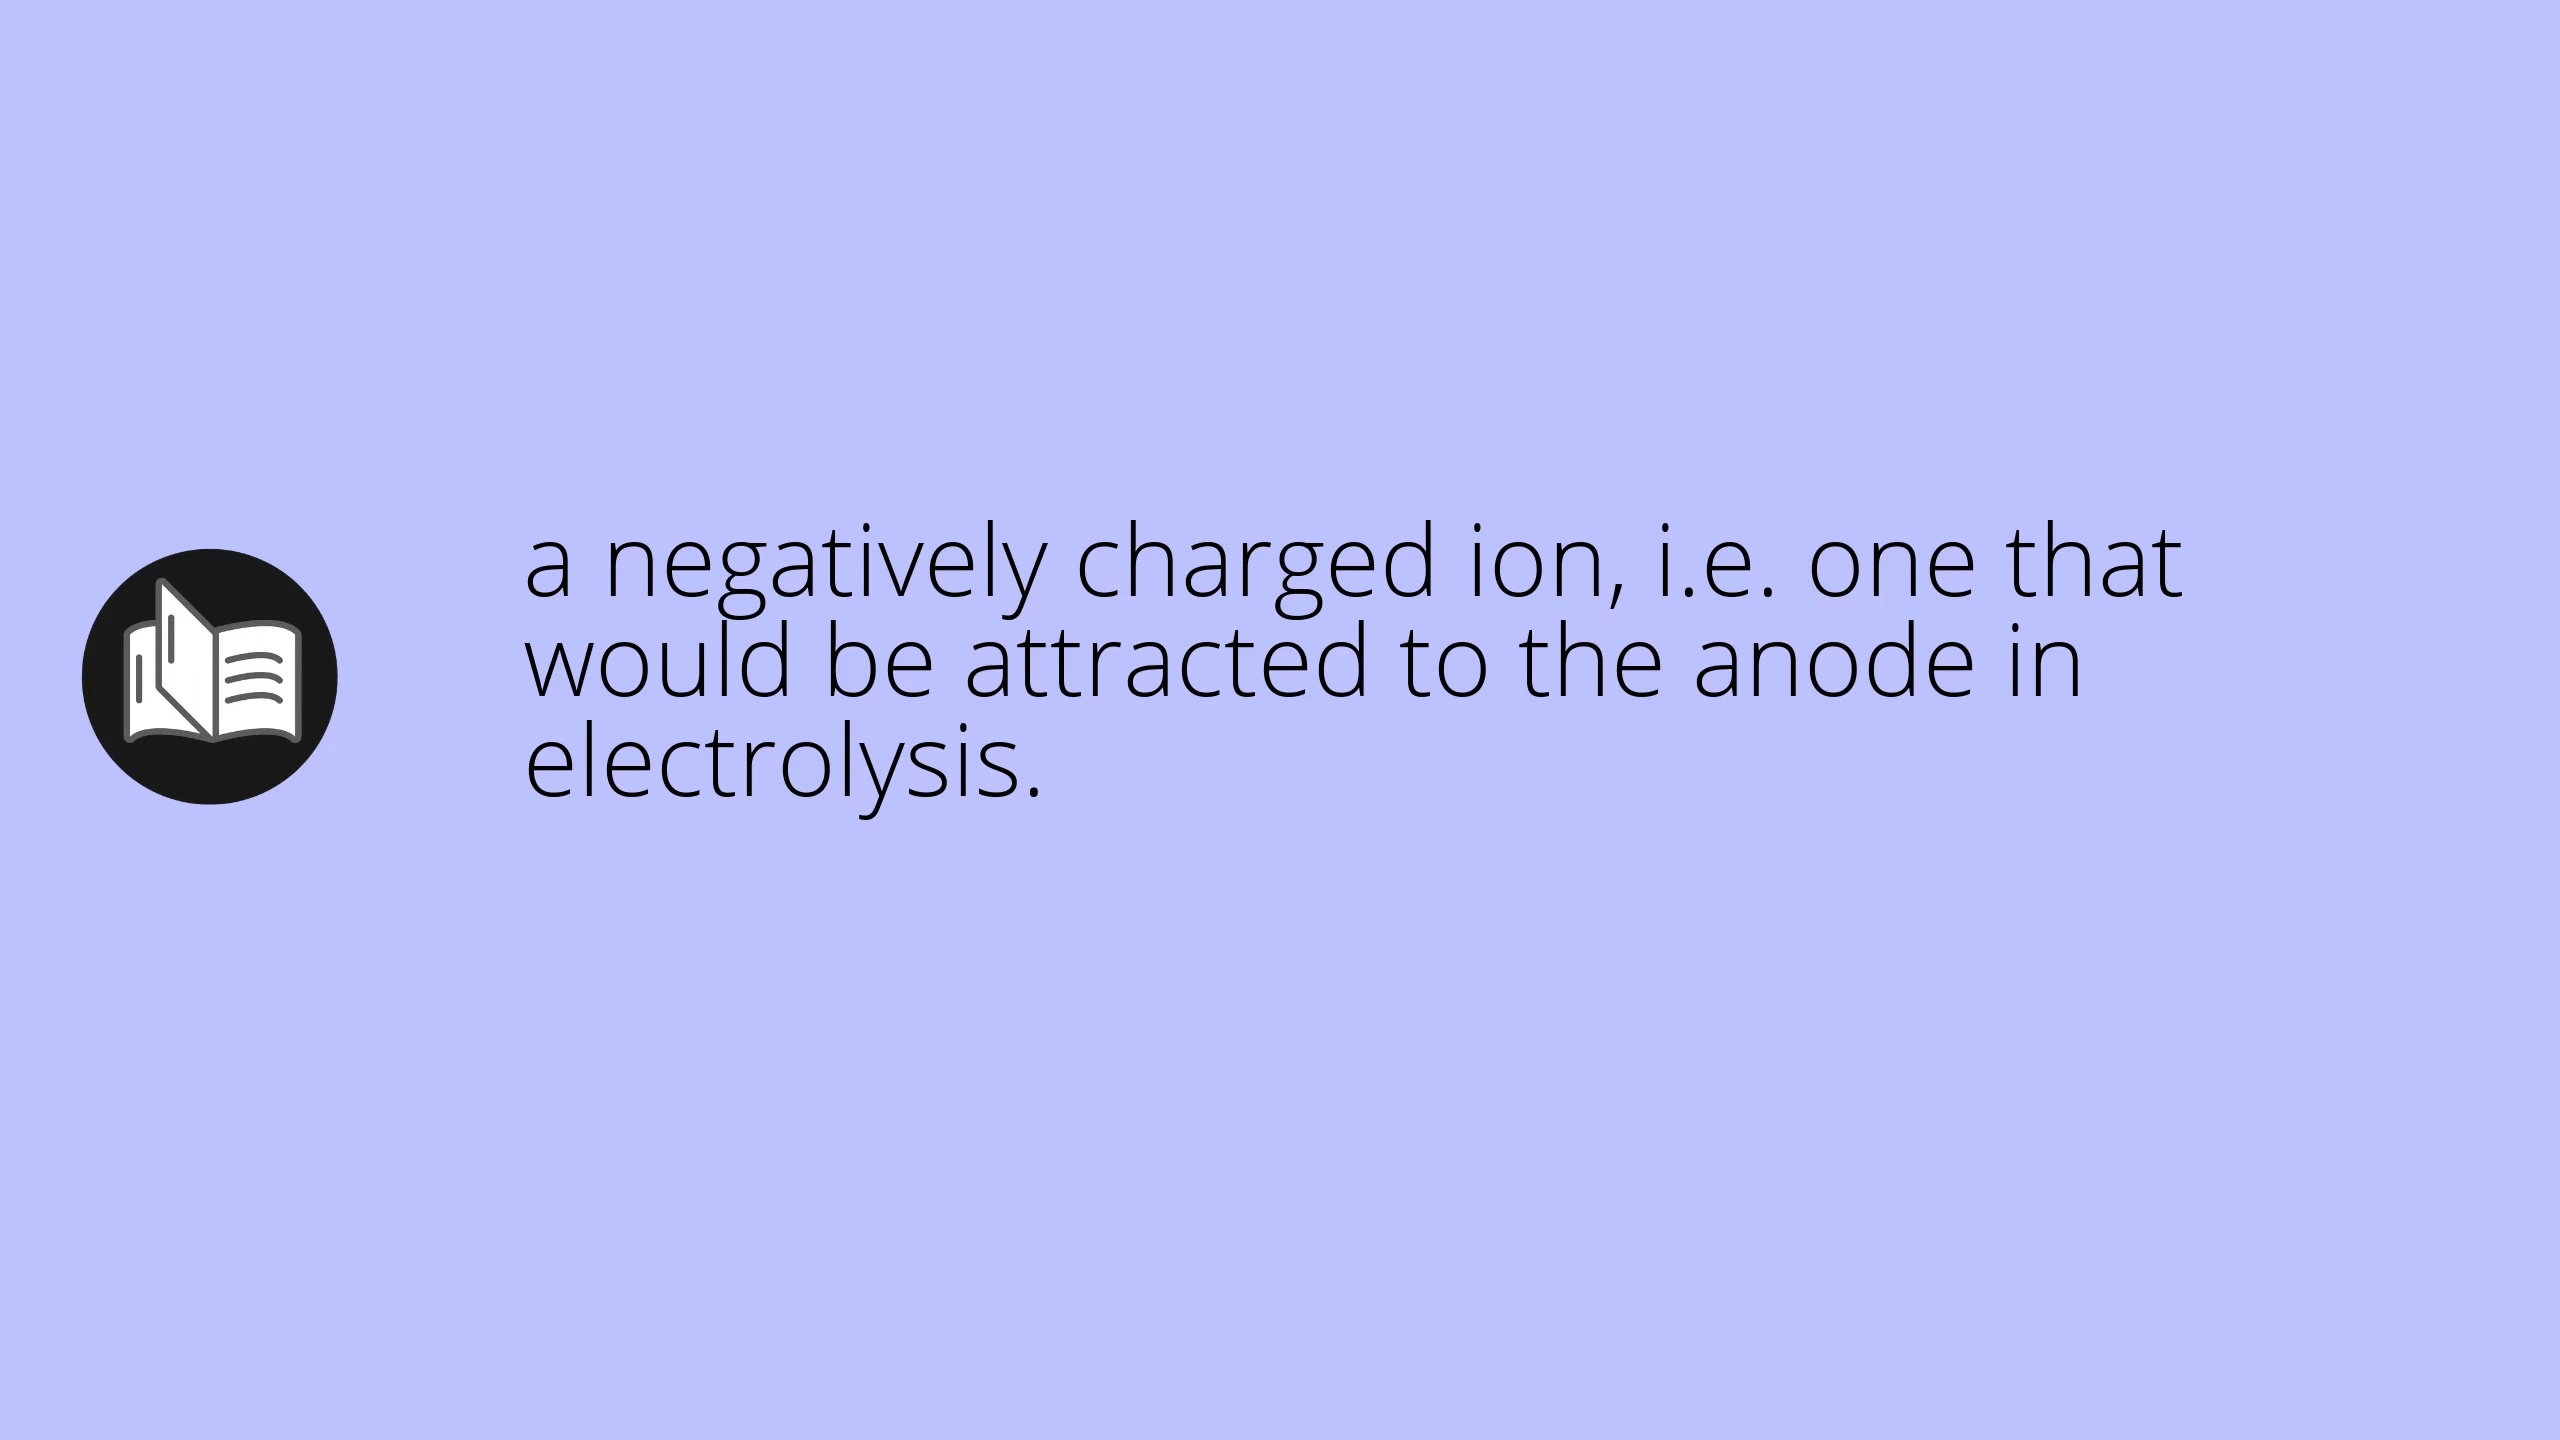 a negatively charged ion, i.e. one that
would be attracted to the anode in
electrolysis.